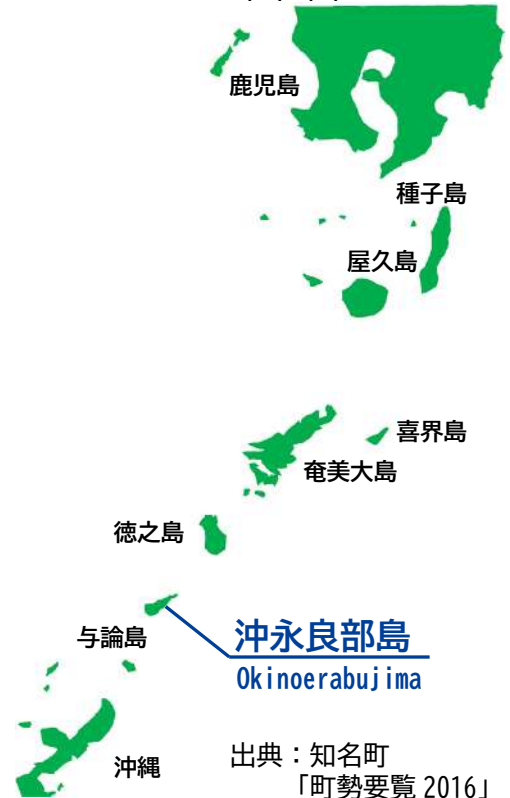 鹿児島
種子島
屋久島
喜界島
奄美大島
徳之島
与論島
沖永良部島
Okinoerabujima
沖縄
出典：知名町
「町勢要覧 2016」